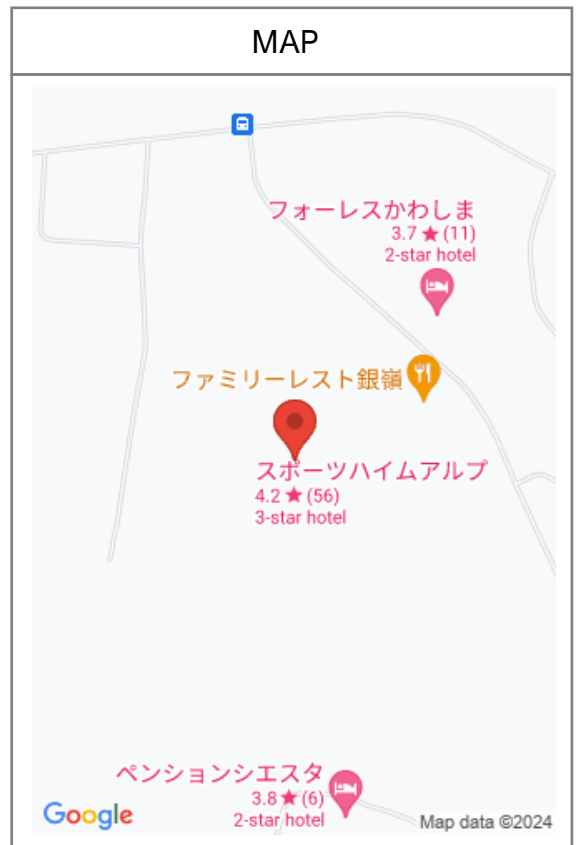 MAP
フォーレスかわしま
3.7 ★ (11)
2-star hotel
ファミリーレスト銀嶺
スポーツハイムアルプ
4.2 ★ (56)
3-star hotel
ペンションシエスタ
3.8 ★ (6)
2-star hotel
Google
Map data ©2024